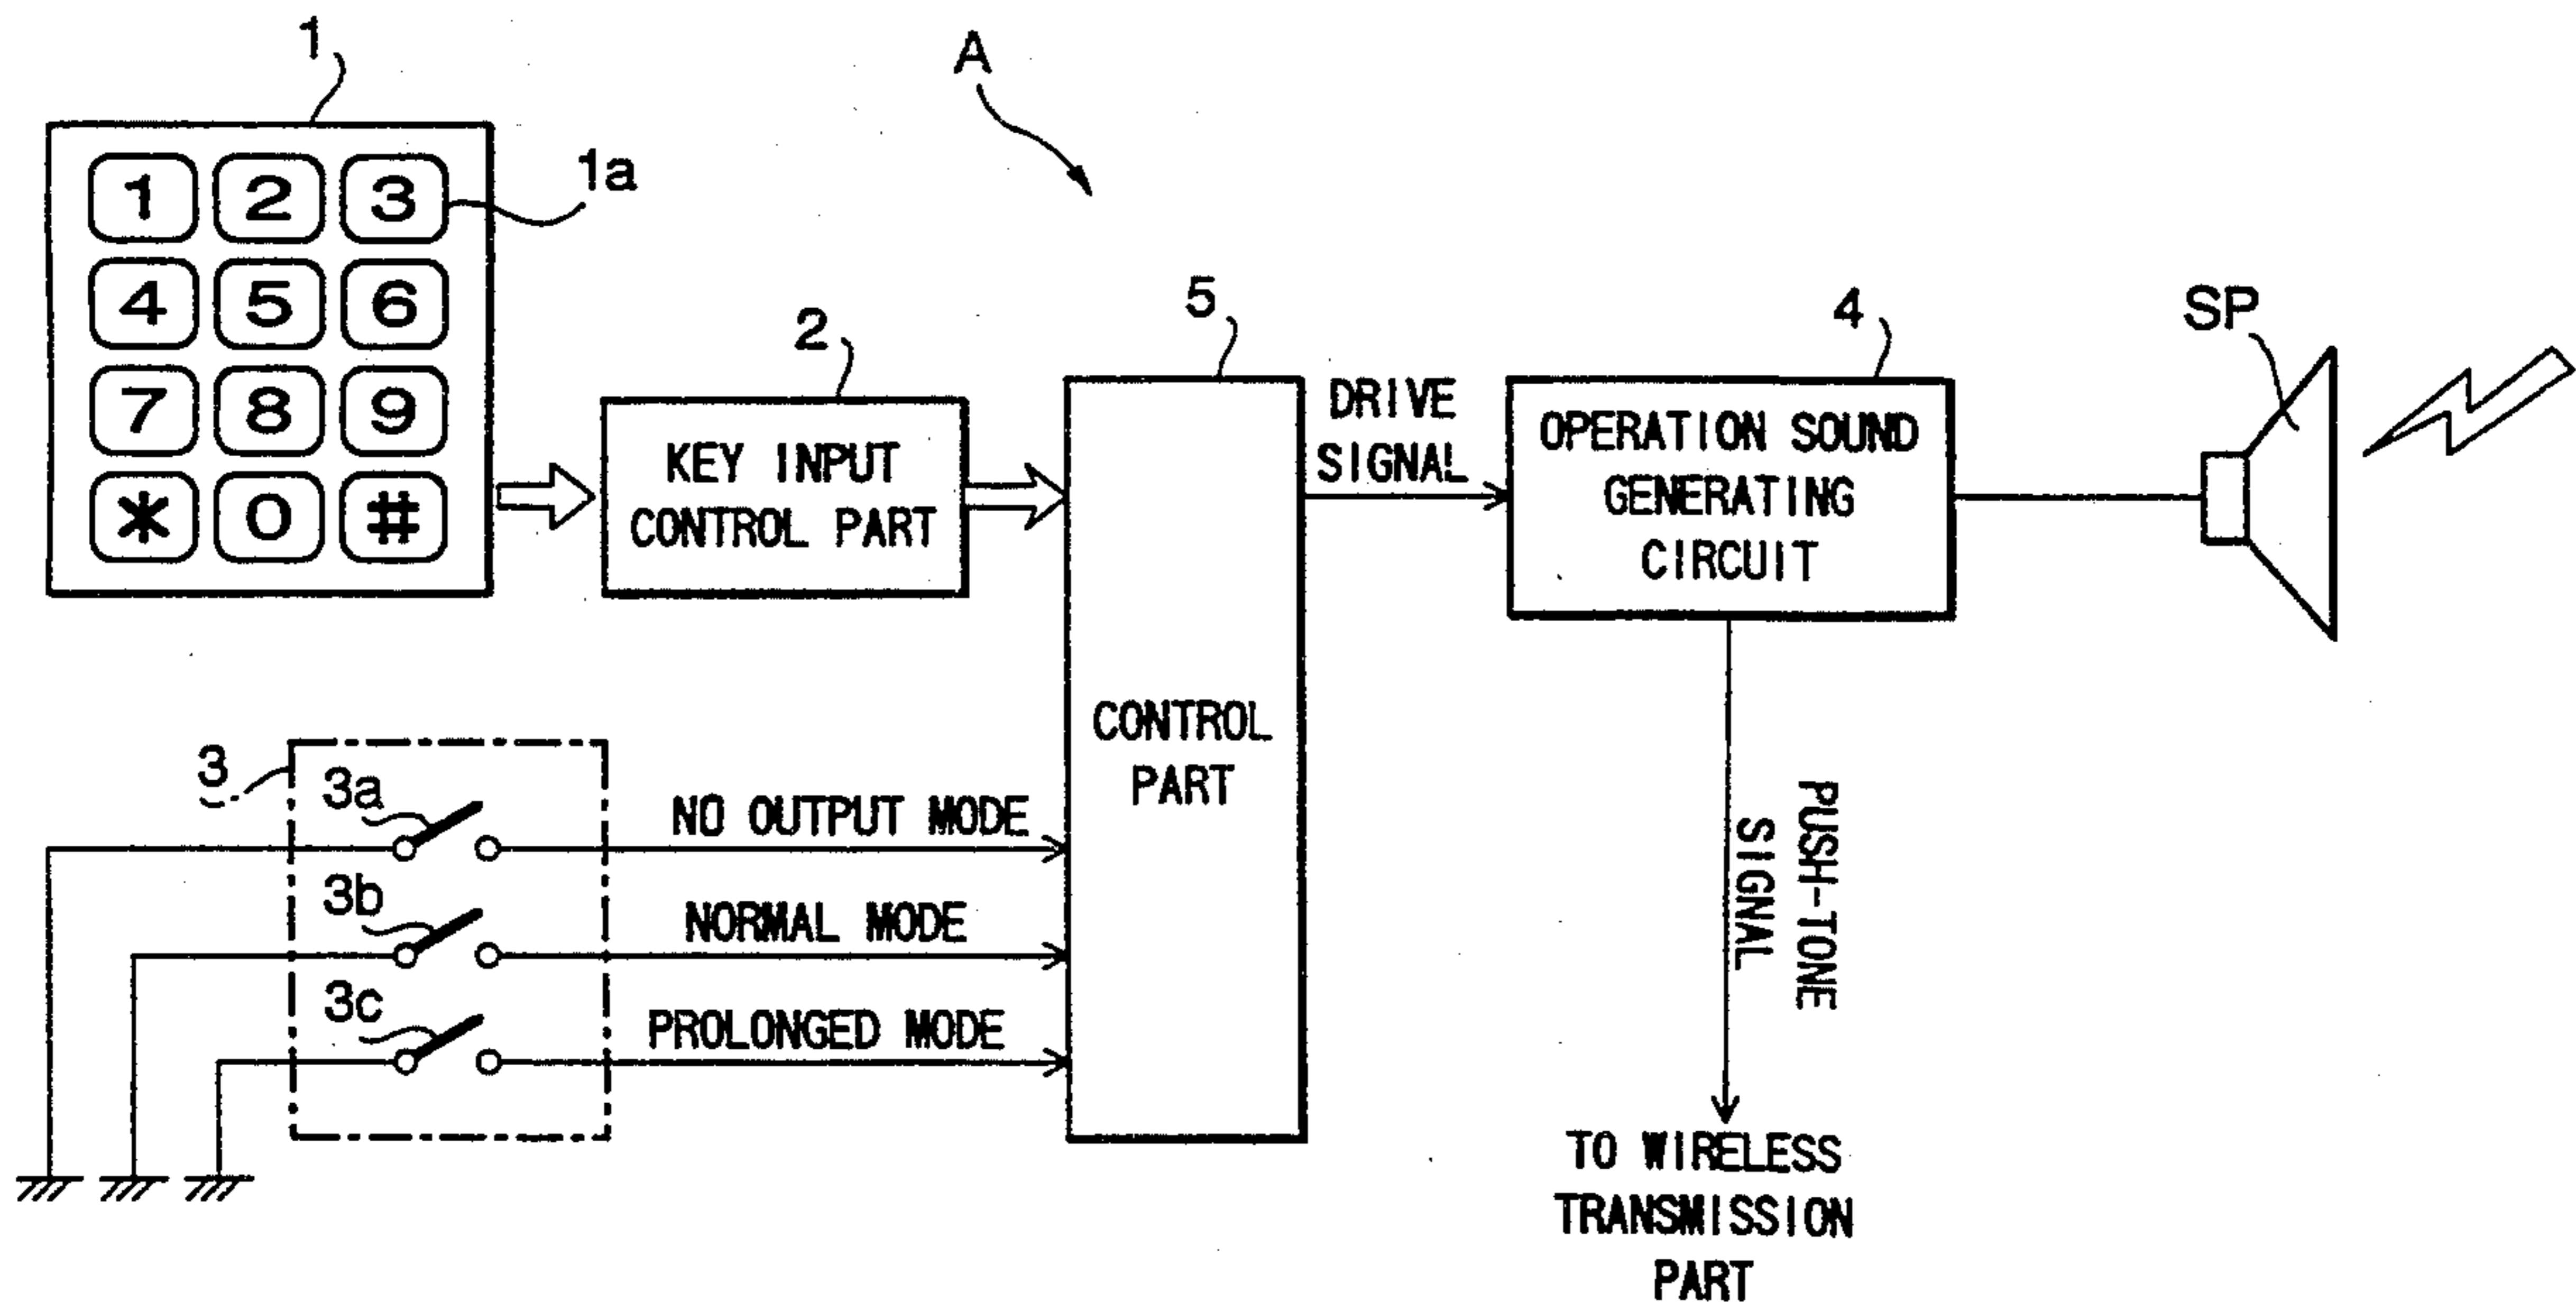 1
A
1 2 3
1a
4 5 6
7 8 9
* 0 #
2
KEY INPUT
CONTROL PART
5
CONTROL
PART
DRIVE
SIGNAL
4
OPERATION SOUND
GENERATING
CIRCUIT
SP
3
3a
NO OUTPUT MODE
3b
NORMAL MODE
3c
PROLONGED MODE
PUSH-TONE
SIGNAL
TO WIRELESS
TRANSMISSION
PART